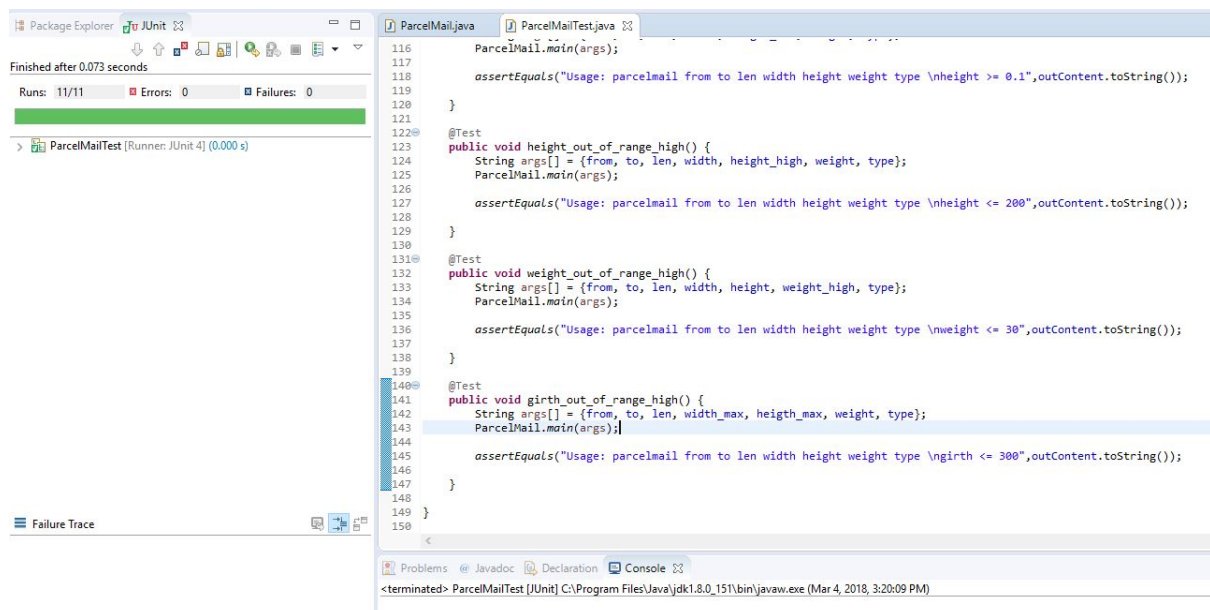 Package Explorer JUnit
Finished after 0.073 seconds
Runs: 11/11 Errors: 0 Failures: 0
ParcelMailTest [Runner: JUnit 4] (0.000 s)
Failure Trace
ParcelMail.java ParcelMailTest.java
116 ParcelMail.main(args);
117
118 assertEquals("Usage: parcelmail from to len width height weight type \nheight >= 0.1",outContent.toString());
119
120 }
121
122 @Test
123 public void height_out_of_range_high() {
124 String args[] = {from, to, len, width, height_high, weight, type};
125 ParcelMail.main(args);
126
127 assertEquals("Usage: parcelmail from to len width height weight type \nheight <= 200",outContent.toString());
128
129 }
130
131 @Test
132 public void weight_out_of_range_high() {
133 String args[] = {from, to, len, width, height, weight_high, type};
134 ParcelMail.main(args);
135
136 assertEquals("Usage: parcelmail from to len width height weight type \nweight <= 30",outContent.toString());
137
138 }
139
140 @Test
141 public void girth_out_of_range_high() {
142 String args[] = {from, to, len, width_max, heigth_max, weight, type};
143 ParcelMail.main(args);
144
145 assertEquals("Usage: parcelmail from to len width height weight type \ngirth <= 300",outContent.toString());
146
147 }
148
149 }
150
Problems Javadoc Declaration Console
<terminated> ParcelMailTest [JUnit] C:\Program Files\Java\jdk1.8.0_151\bin\javaw.exe (Mar 4, 2018, 3:20:09 PM)